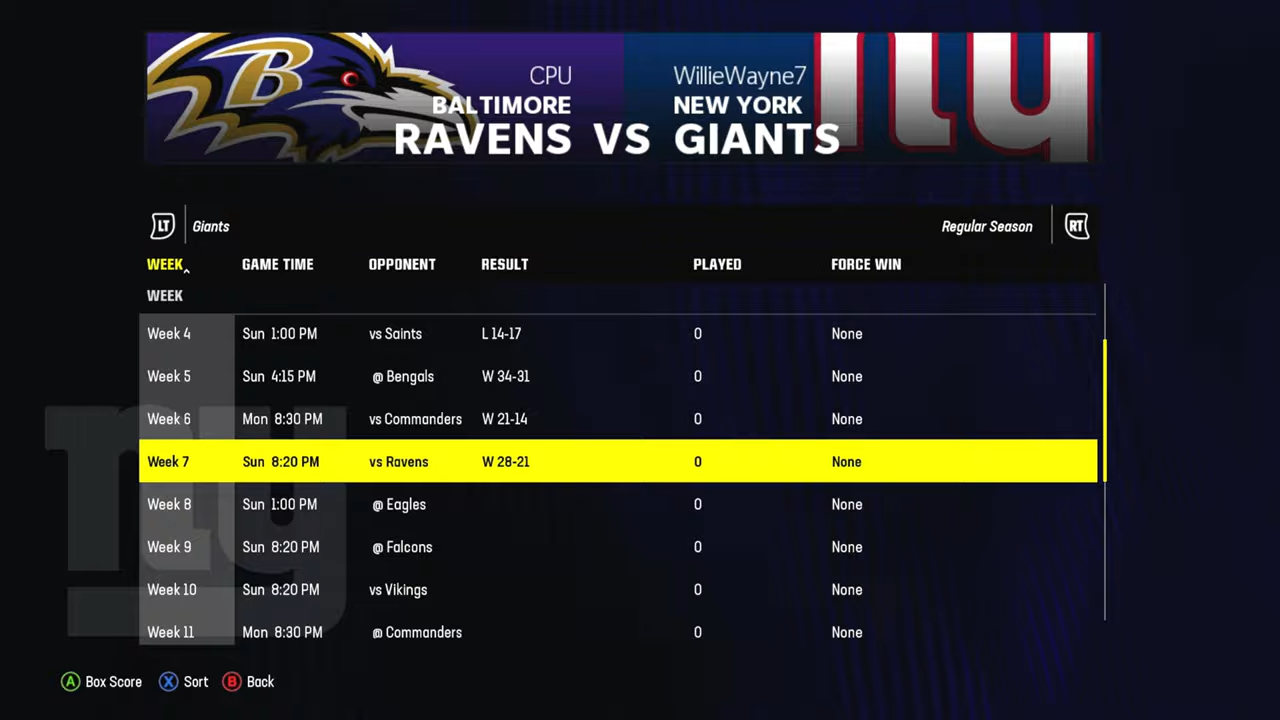 CPU
BALTIMORE
RAVENS VS GIANTS
WillieWayne7
NEW YORK
B
ny
LT Giants
Regular Season RT
WEEK GAME TIME OPPONENT RESULT PLAYED FORCE WIN
WEEK
Week 4 Sun 1:00 PM vs Saints L 14-17 0 None
Week 5 Sun 4:15 PM @ Bengals W 34-31 0 None
Week 6 Mon 8:30 PM vs Commanders W 21-14 0 None
Week 7 Sun 8:20 PM vs Ravens W 28-21 0 None
Week 8 Sun 1:00 PM @ Eagles 0 None
Week 9 Sun 8:20 PM @ Falcons 0 None
Week 10 Sun 8:20 PM vs Vikings 0 None
Week 11 Mon 8:30 PM @ Commanders 0 None
ny
A Box Score X Sort B Back